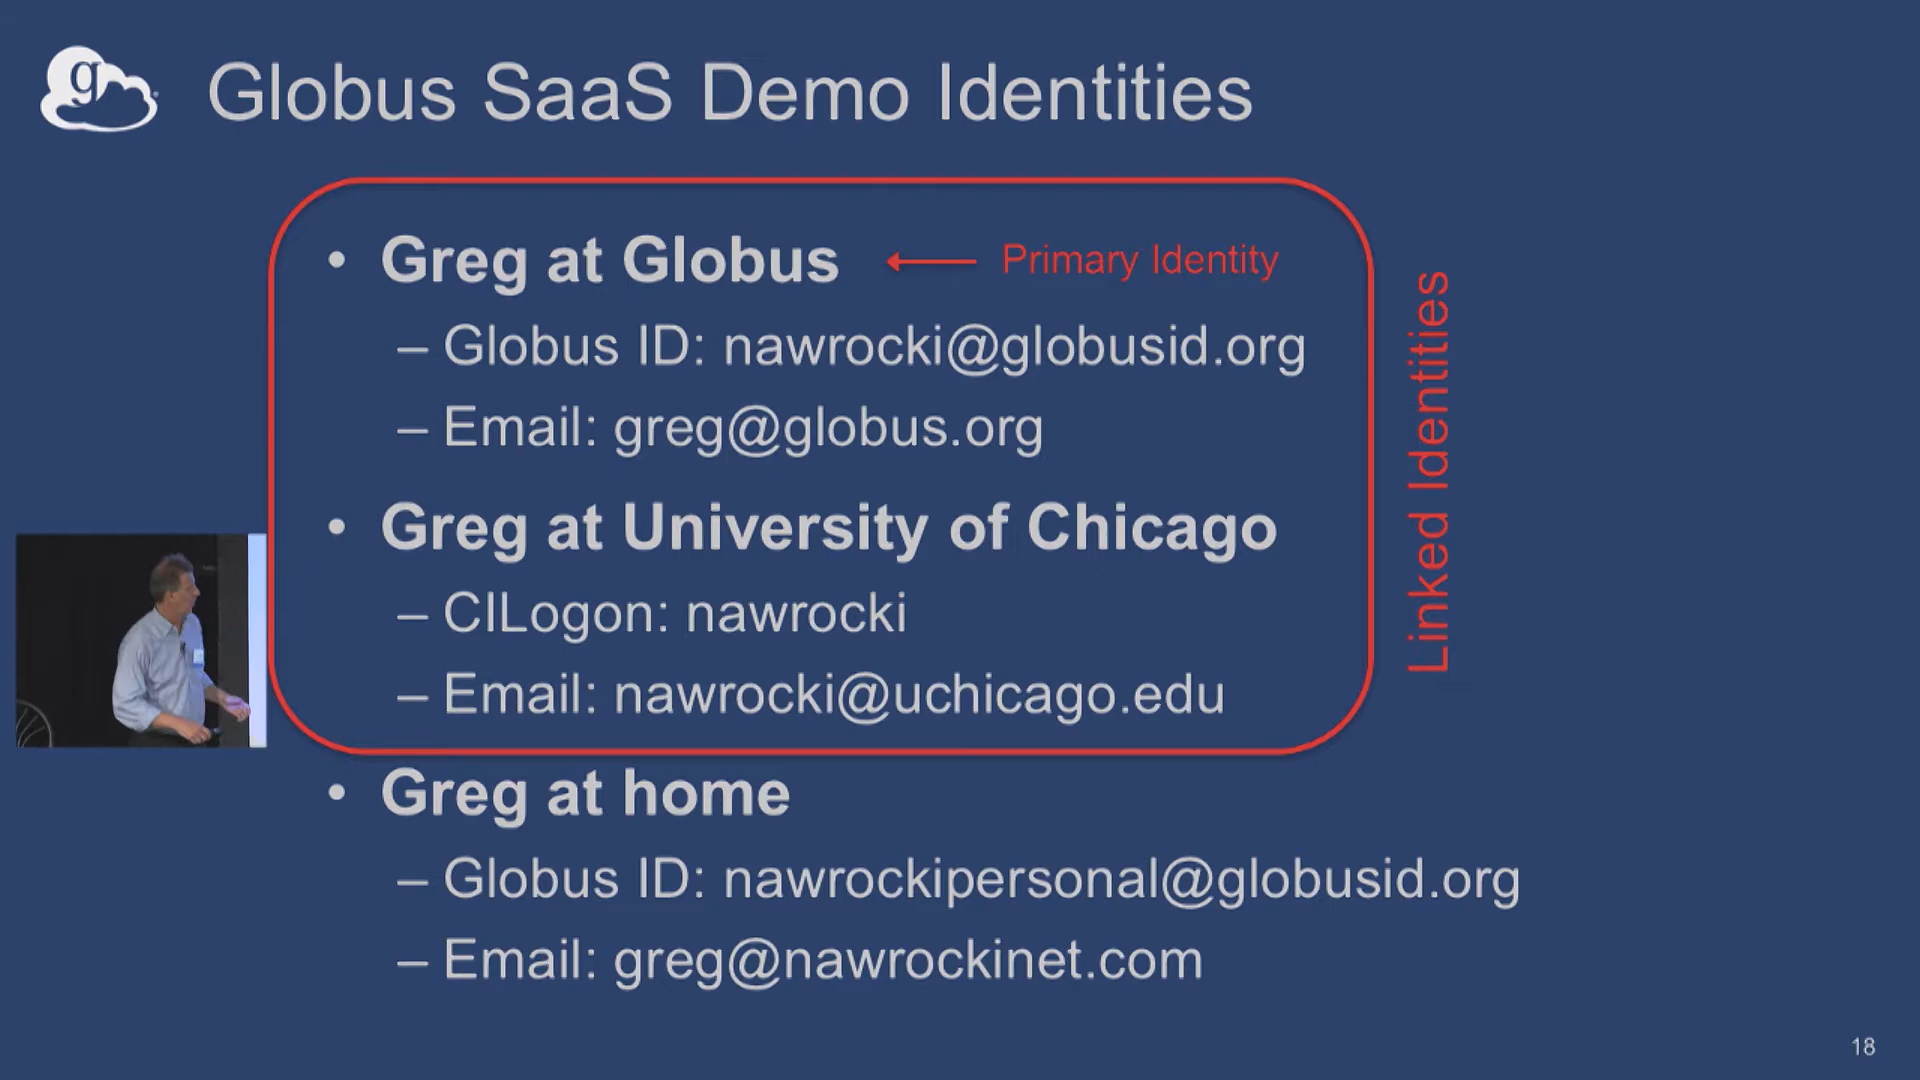 g
Globus SaaS Demo Identities
• Greg at Globus
Primary Identity
– Globus ID: nawrocki@globusid.org
– Email: greg@globus.org
• Greg at University of Chicago
– CILogon: nawrocki
– Email: nawrocki@uchicago.edu
Linked Identities
• Greg at home
– Globus ID: nawrockipersonal@globusid.org
– Email: greg@nawrockinet.com
18